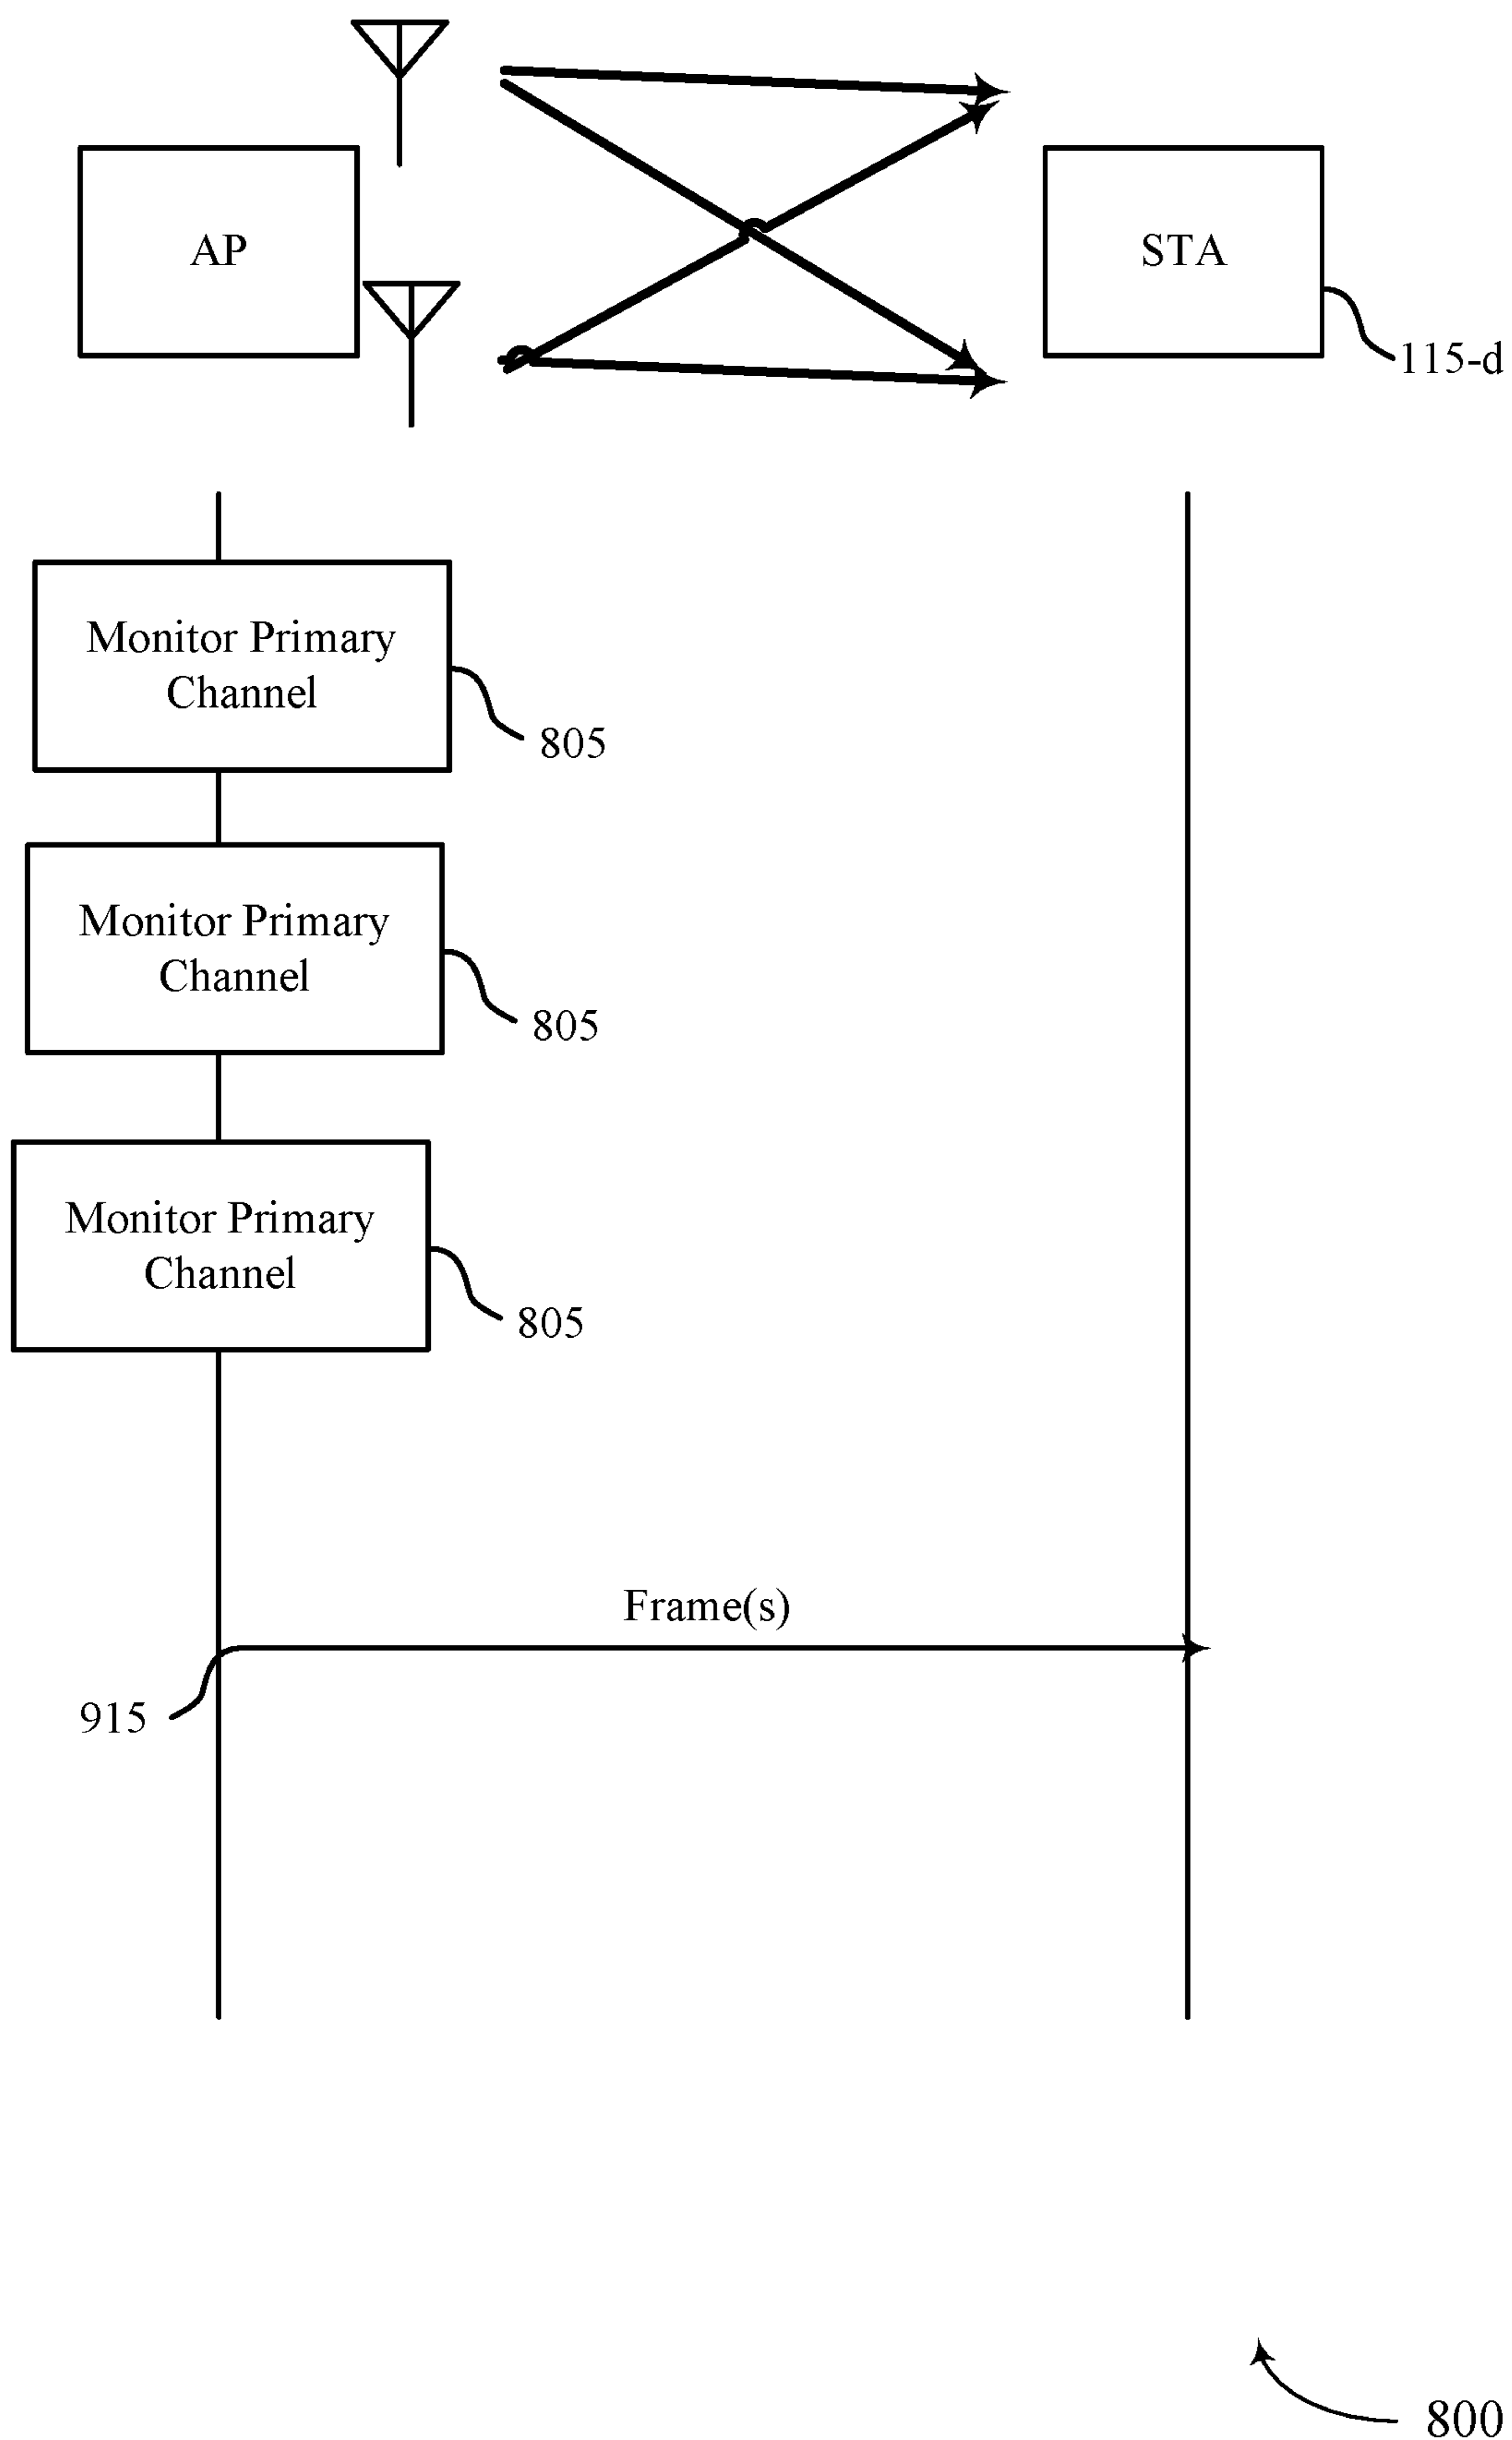 AP
STA
115-d
Monitor Primary
Channel
805
Monitor Primary
Channel
805
Monitor Primary
Channel
805
Frame(s)
915
800